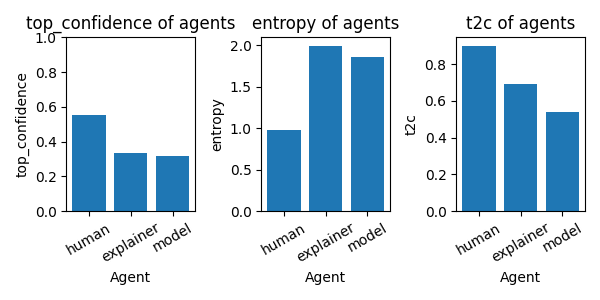 top_confidence of agents
top_confidence
1.0
0.8
0.6
0.4
0.2
0.0
human
explainer
model
Agent
entropy of agents
entropy
2.0
1.5
1.0
0.5
0.0
human
explainer
model
Agent
t2c of agents
t2c
0.8
0.6
0.4
0.2
0.0
human
explainer
model
Agent